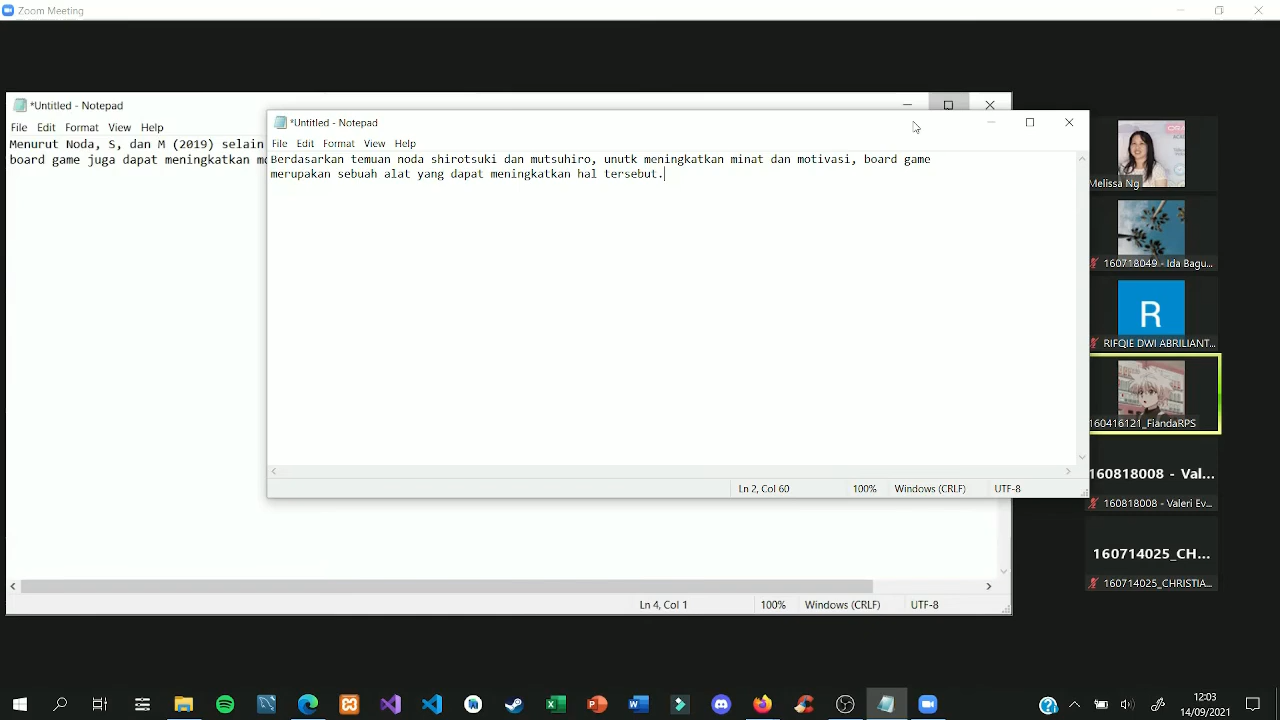 Zoom Meeting
*Untitled - Notepad
File Edit Format View Help
Menurut Noda, S, dan M (2019) selain
board game juga dapat meningkatkan mo
*Untitled - Notepad
File Edit Format View Help
Berdasarkan temuan noda shirotsuki dan mutsuhiro, unutk meningkatkan minat dan motivasi, board game
merupakan sebuah alat yang dapat meningkatkan hal tersebut.
Ln 2, Col 60 100% Windows (CRLF) UTF-8
Ln 4, Col 1 100% Windows (CRLF) UTF-8
Melissa Ng
160718049 - Ida Bagu...
R
RIFQIE DWI ABRILIANT...
160416121_FiandaRPS
160818008 - Val...
160818008 - Valeri Ev...
160714025_CH...
160714025_CHRISTIA...
12:03
14/09/2021